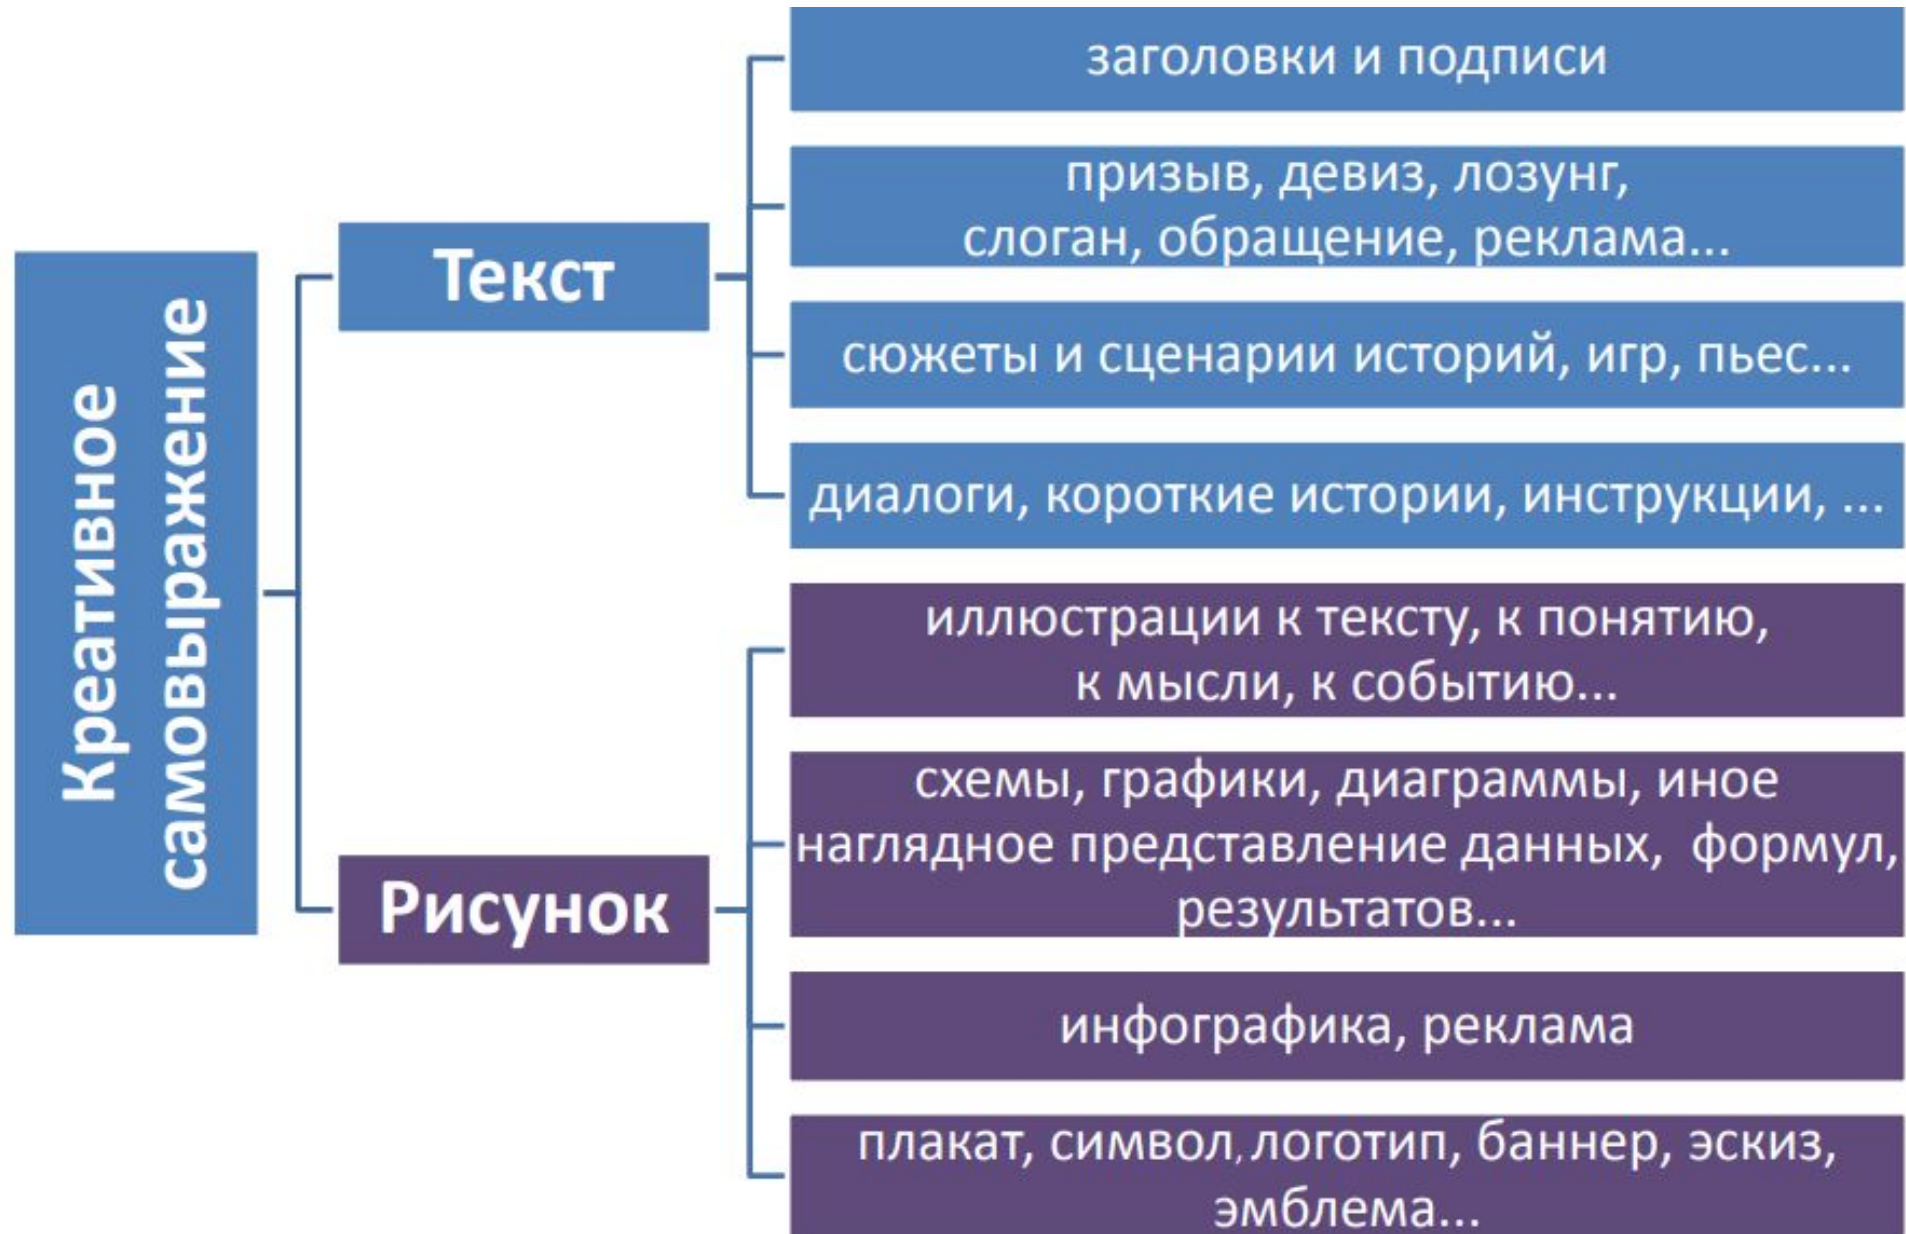 Креативное
самовыражение
Текст
заголовки и подписи
призыв, девиз, лозунг,
слоган, обращение, реклама...
сюжеты и сценарии историй, игр, пьес...
диалоги, короткие истории, инструкции, ...
Рисунок
иллюстрации к тексту, к понятию,
к мысли, к событию...
схемы, графики, диаграммы, иное
наглядное представление данных,  формул,
результатов...
инфографика, реклама
плакат, символ, логотип, баннер, эскиз,
эмблема...